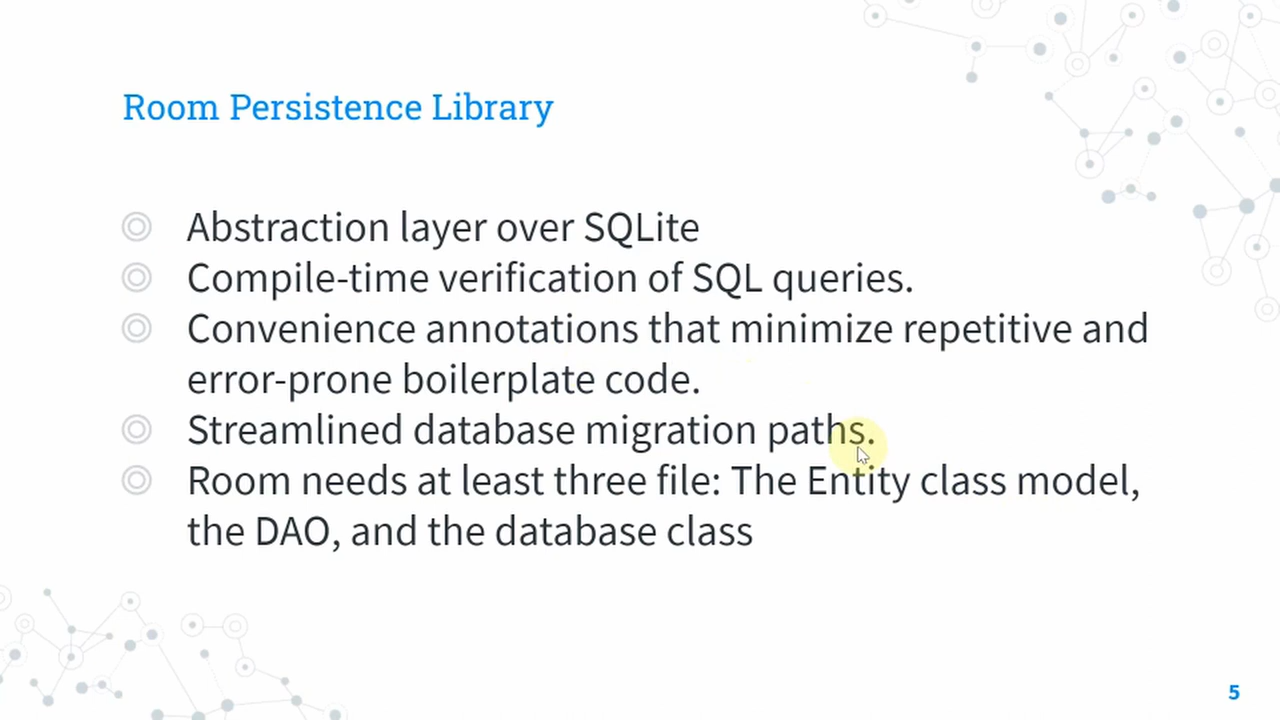 Room Persistence Library
Abstraction layer over SQLite
Compile-time verification of SQL queries.
Convenience annotations that minimize repetitive and
error-prone boilerplate code.
Streamlined database migration paths.
Room needs at least three file: The Entity class model,
the DAO, and the database class
5